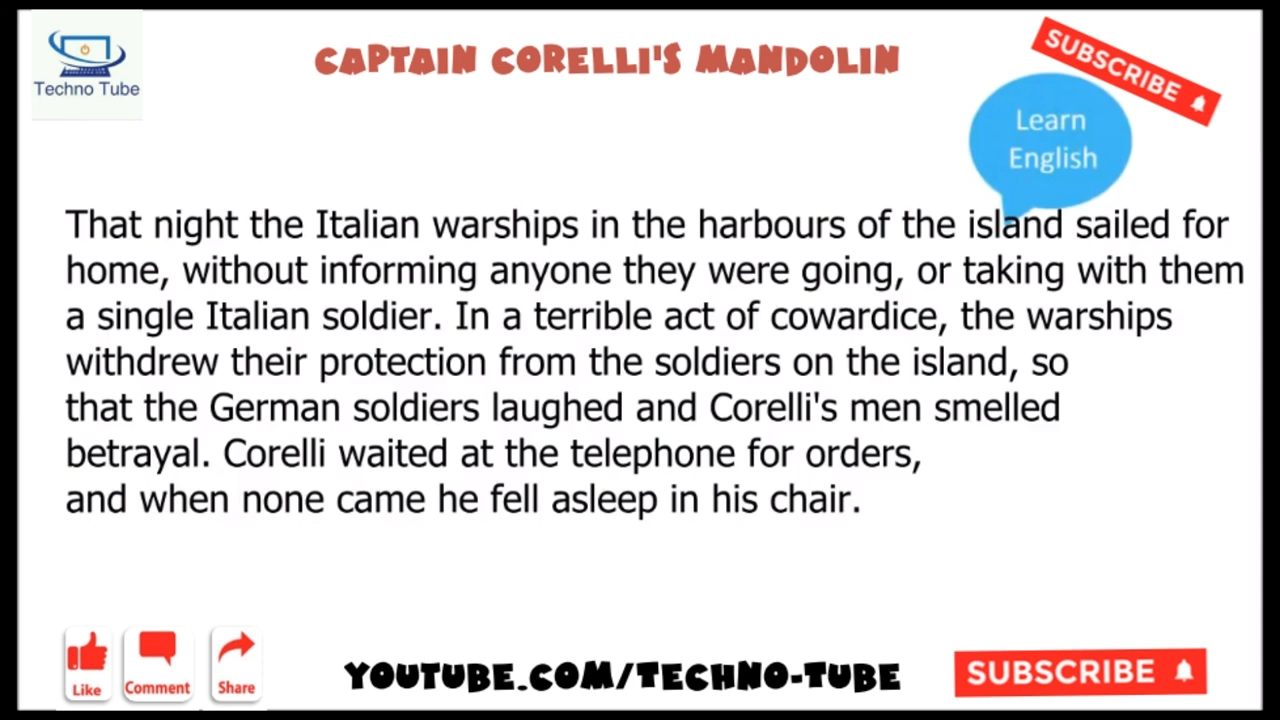 Techno Tube
CAPTAIN CORELLI'S MANDOLIN
SUBSCRIBE
Learn
English
That night the Italian warships in the harbours of the island sailed for
home, without informing anyone they were going, or taking with them
a single Italian soldier. In a terrible act of cowardice, the warships
withdrew their protection from the soldiers on the island, so
that the German soldiers laughed and Corelli's men smelled
betrayal. Corelli waited at the telephone for orders,
and when none came he fell asleep in his chair.
Like
Comment
Share
YOUTUBE.COM/TECHNO-TUBE
SUBSCRIBE